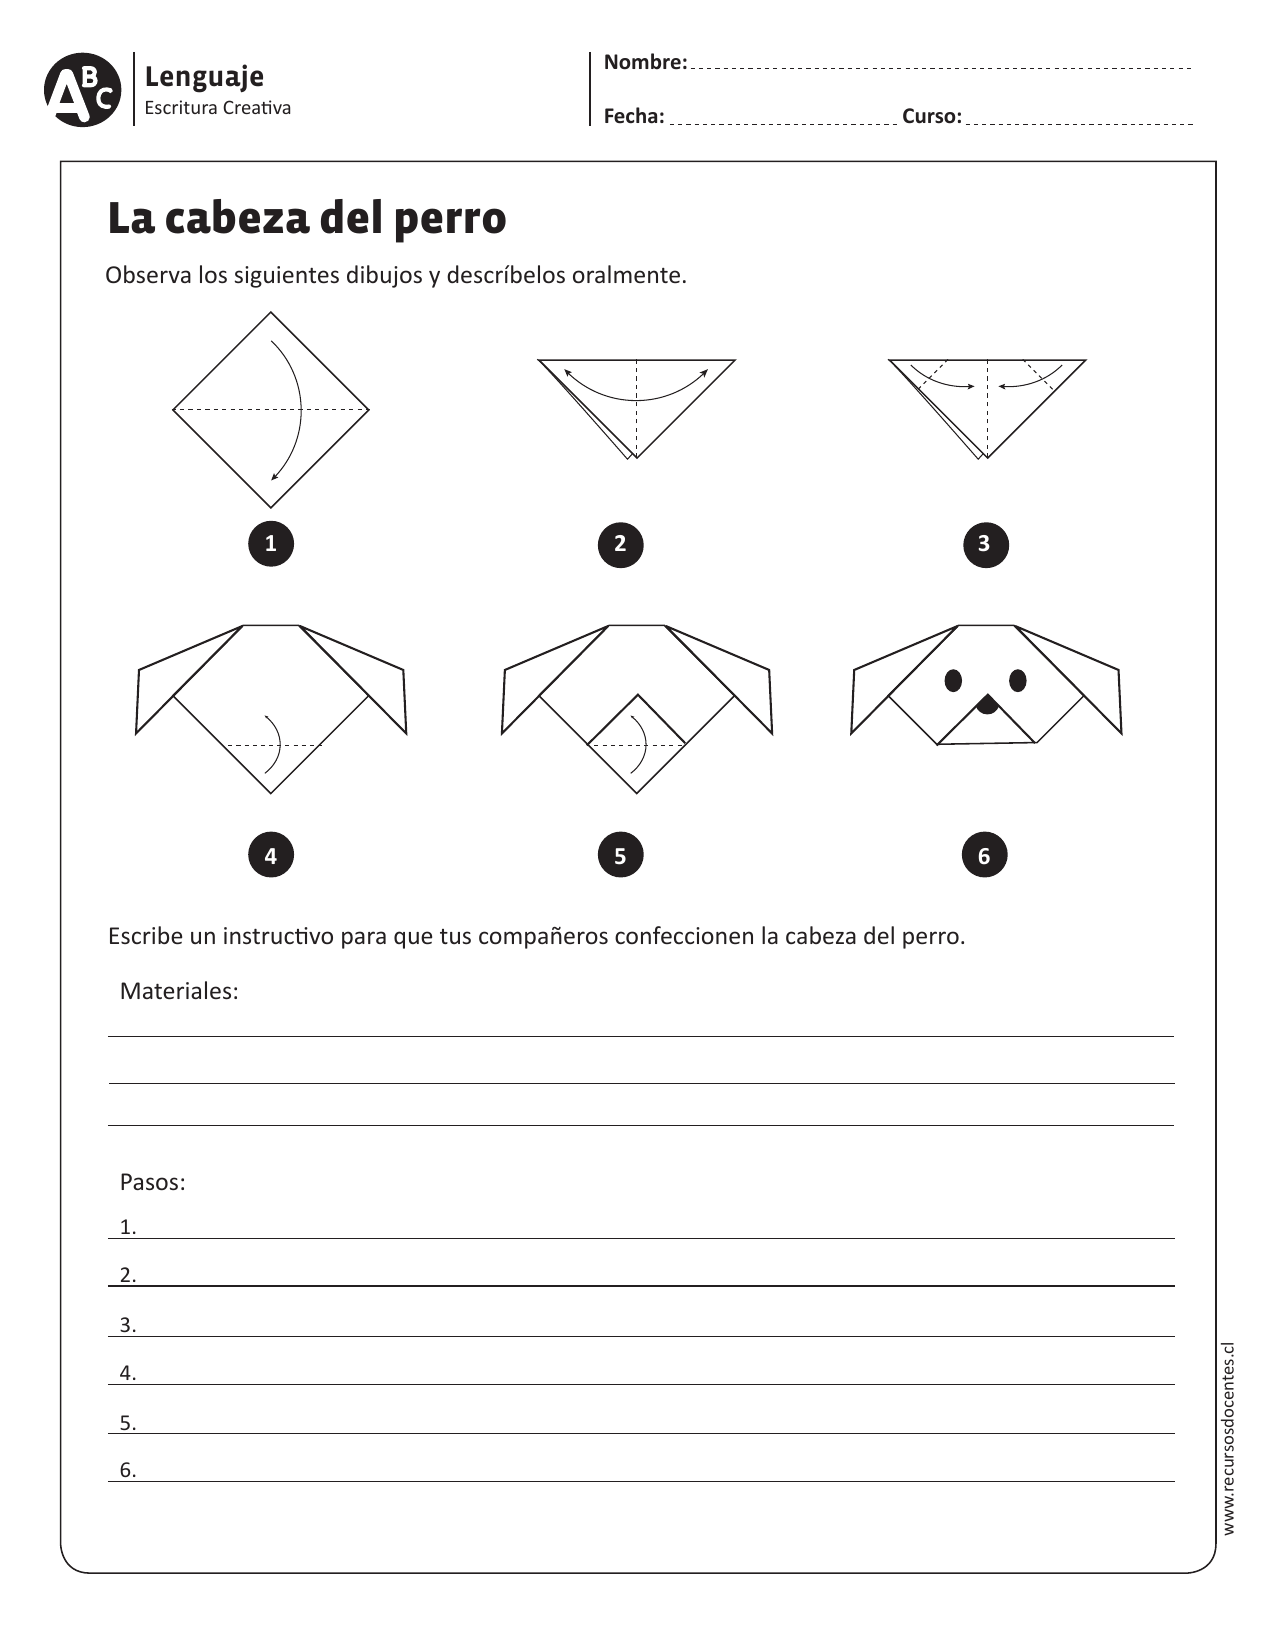 ABC
Lenguaje
Escritura Creativa
Nombre:
Fecha: Curso:
La cabeza del perro
Observa los siguientes dibujos y descríbelos oralmente.
1 2 3
4 5 6
Escribe un instructivo para que tus compañeros confeccionen la cabeza del perro.
Materiales:
Pasos:
1.
2.
3.
4.
5.
6.
www.recursosdocentes.cl